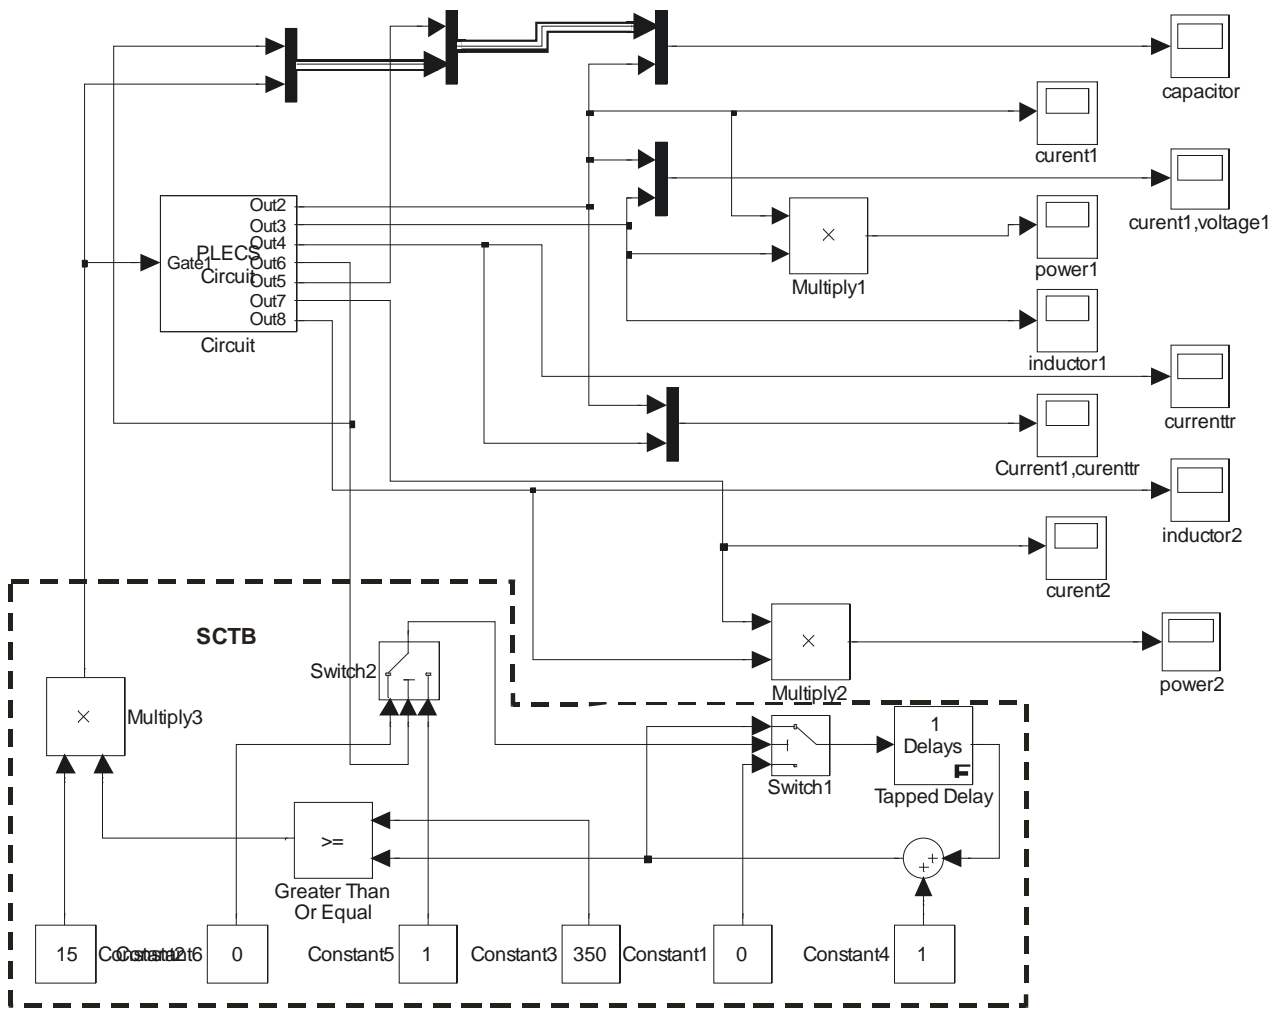 capacitor
curent1
curent1,voltage1
Out2
Out3
Out4
PLECS
Gate1
Out6
Circuit
Out5
Out7
Out8
Circuit
×
Multiply1
power1
inductor1
currenttr
Current1,curenttr
inductor2
curent2
SCTB
Switch2
×
Multiply2
power2
×
Multiply3
1
Delays
Switch1
Tapped Delay
>=
Greater Than
Or Equal
+
+
15
Constant2
Constant6
0
Constant5
1
Constant3
350
Constant1
0
Constant4
1